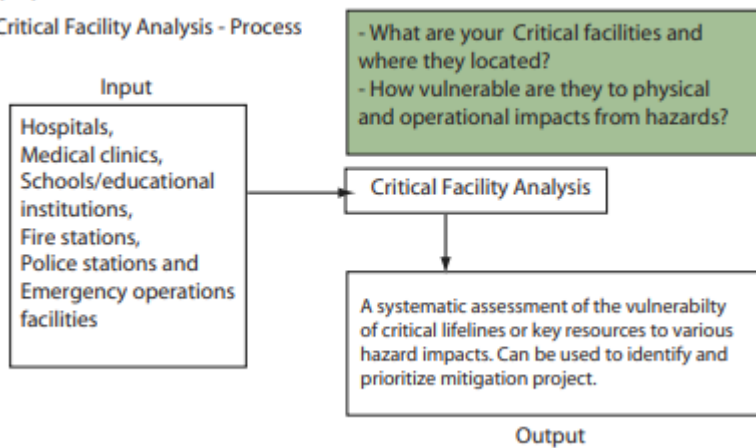 Critical Facility Analysis - Process
- What are your Critical facilities and
where they located?
- How vulnerable are they to physical
and operational impacts from hazards?
Input
Hospitals,
Medical clinics,
Schools/educational
institutions,
Fire stations,
Police stations and
Emergency operations
facilities
Critical Facility Analysis
A systematic assessment of the vulnerabilty
of critical lifelines or key resources to various
hazard impacts. Can be used to identify and
prioritize mitigation project.
Output